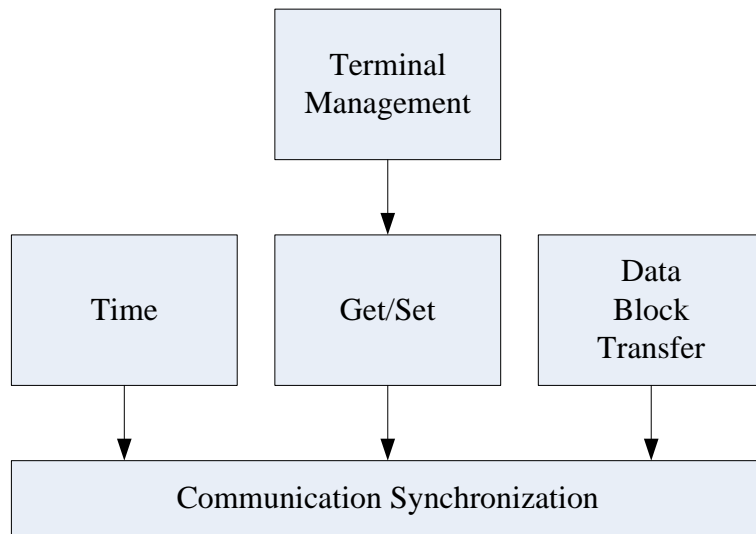 Terminal
Management
Time
Get/Set
Data
Block
Transfer
Communication Synchronization